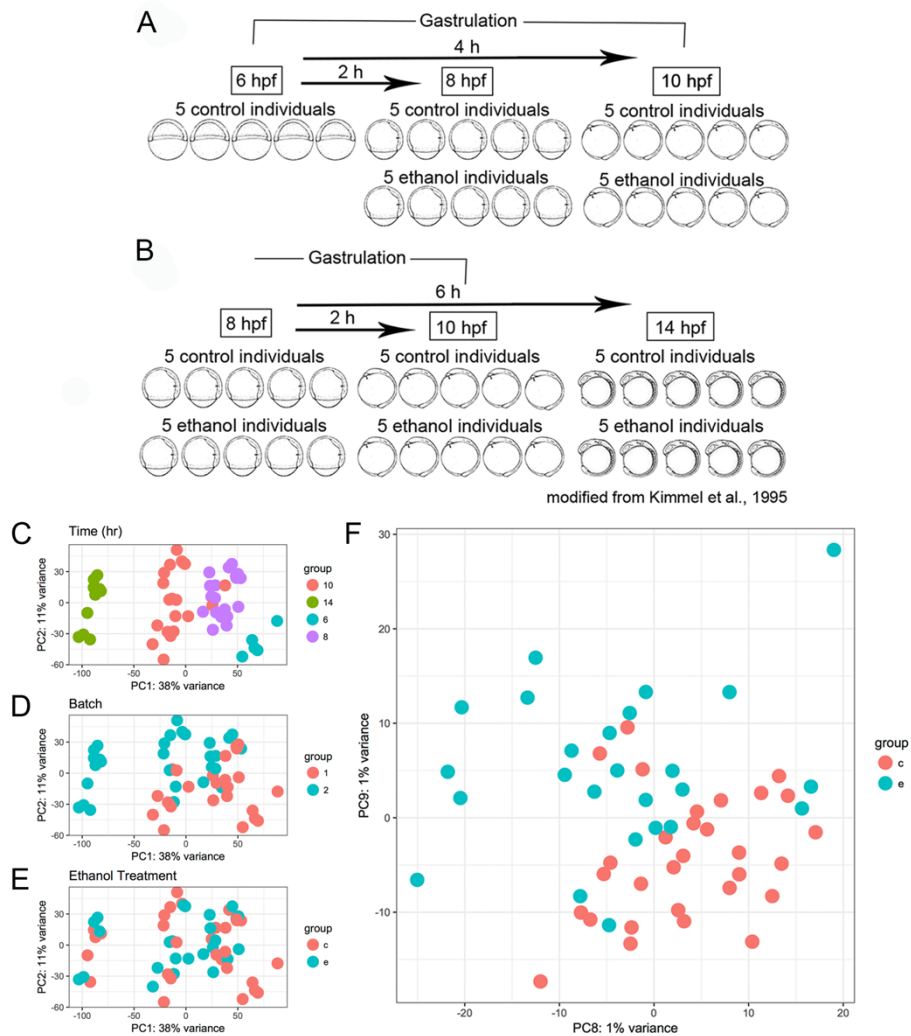 A
Gastrulation
4 h
6 hpf
2 h
8 hpf
10 hpf
5 control individuals
5 control individuals
5 control individuals
5 ethanol individuals
5 ethanol individuals
B
Gastrulation
6 h
8 hpf
2 h
10 hpf
14 hpf
5 control individuals
5 control individuals
5 control individuals
5 ethanol individuals
5 ethanol individuals
5 ethanol individuals
modified from Kimmel et al., 1995
C
Time (hr)
PC2: 11% variance
30
0
-30
-60
-100
-50
0
50
PC1: 38% variance
group
10
14
6
8
D
Batch
PC2: 11% variance
30
0
-30
-60
-100
-50
0
50
PC1: 38% variance
group
1
2
E
Ethanol Treatment
PC2: 11% variance
30
0
-30
-60
-100
-50
0
50
PC1: 38% variance
group
c
e
F
PC9: 1% variance
30
20
10
0
-10
-20
-10
0
10
20
PC8: 1% variance
group
c
e